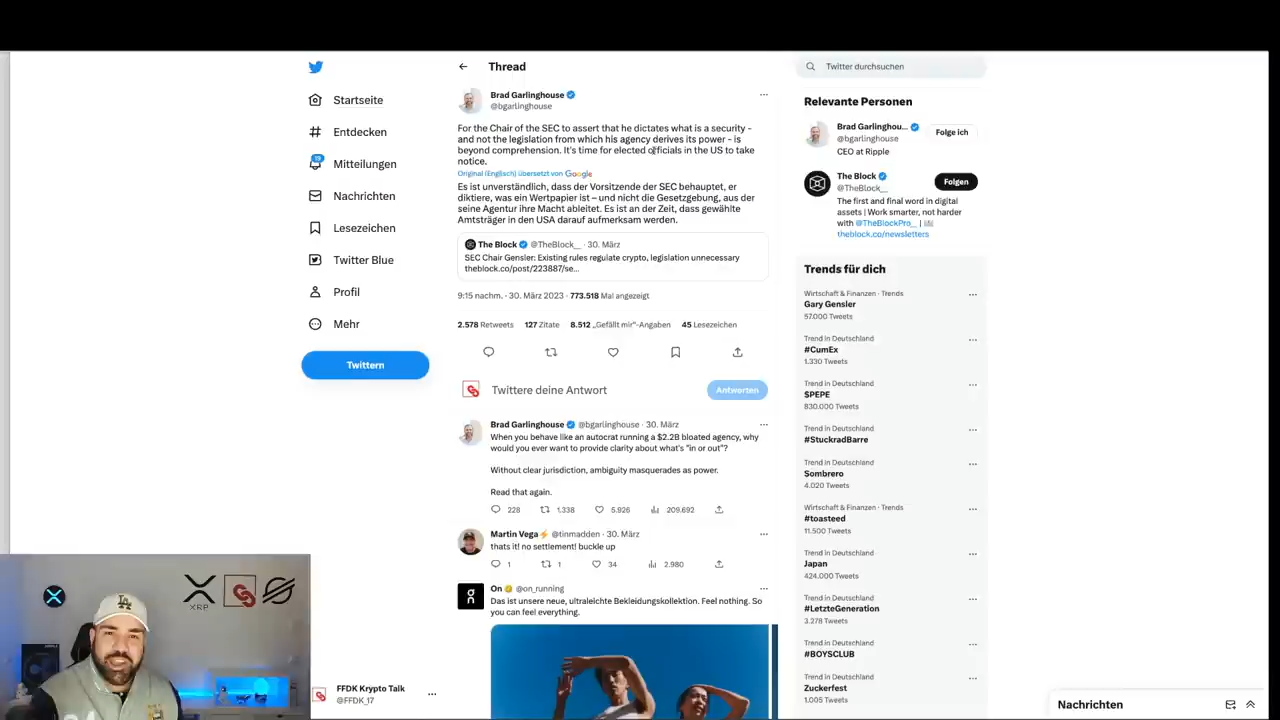 Startseite
Entdecken
19
Mitteilungen
Nachrichten
Lesezeichen
Twitter Blue
Profil
Mehr
Twittern
Thread
Brad Garlinghouse
@bgarlinghouse
For the Chair of the SEC to assert that he dictates what is a security -
and not the legislation from which his agency derives its power - is
beyond comprehension. It's time for elected officials in the US to take
notice.
Original (Englisch) übersetzt von Google
Es ist unverständlich, dass der Vorsitzende der SEC behauptet, er
diktiere, was ein Wertpapier ist – und nicht die Gesetzgebung, aus der
seine Agentur ihre Macht ableitet. Es ist an der Zeit, dass gewählte
Amtsträger in den USA darauf aufmerksam werden.
The Block @TheBlock__ · 30. März
SEC Chair Gensler: Existing rules regulate crypto, legislation unnecessary
theblock.co/post/223887/se...
9:15 nachm. · 30. März 2023 · 773.518 Mal angezeigt
2.578 Retweets 127 Zitate 8.512 „Gefällt mir"-Angaben 45 Lesezeichen
Twittere deine Antwort
Antworten
Brad Garlinghouse @bgarlinghouse · 30. März
When you behave like an autocrat running a $2.2B bloated agency, why
would you ever want to provide clarity about what's "in or out"?
Without clear jurisdiction, ambiguity masquerades as power.
Read that again.
228 1.338 5.926 209.692
Martin Vega @tinmadden · 30. März
thats it! no settlement! buckle up
1 1 34 2.980
On @on_running
Das ist unsere neue, ultraleichte Bekleidungskollektion. Feel nothing. So
you can feel everything.
Twitter durchsuchen
Relevante Personen
Brad Garlinghou...
@bgarlinghouse
Folge ich
CEO at Ripple
The Block
@TheBlock__
Folgen
The first and final word in digital
assets | Work smarter, not harder
with @TheBlockPro_ |
theblock.co/newsletters
Trends für dich
Wirtschaft & Finanzen · Trends
Gary Gensler
57.000 Tweets
Trend in Deutschland
#CumEx
1.330 Tweets
Trend in Deutschland
$PEPE
830.000 Tweets
Trend in Deutschland
#StuckradBarre
Trend in Deutschland
Sombrero
4.020 Tweets
Wirtschaft & Finanzen · Trends
#toasteed
11.500 Tweets
Trend in Deutschland
Japan
424.000 Tweets
Trend in Deutschland
#LetzteGeneration
3.278 Tweets
Trend in Deutschland
#BOYSCLUB
Trend in Deutschland
Zuckerfest
1.005 Tweets
Nachrichten
XRP
LA
FFDK Krypto Talk
@FFDK_17